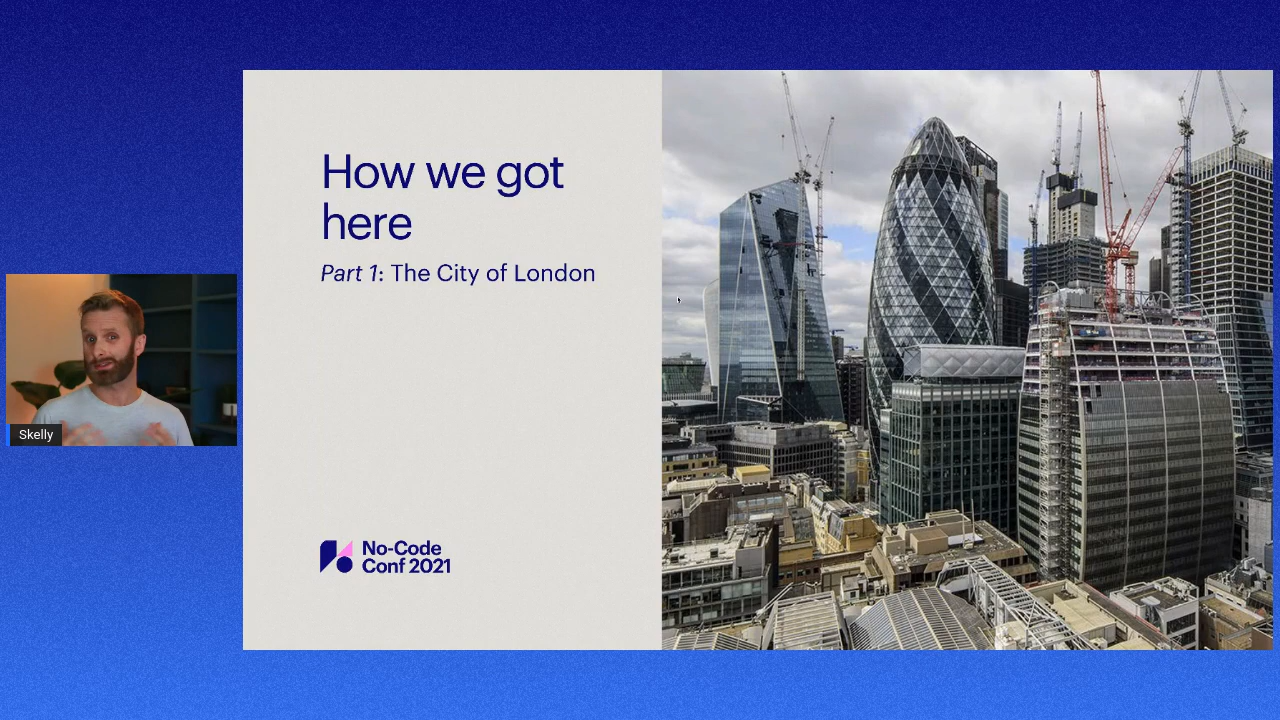 How we got
here
Part 1: The City of London
Skelly
No-Code
Conf 2021